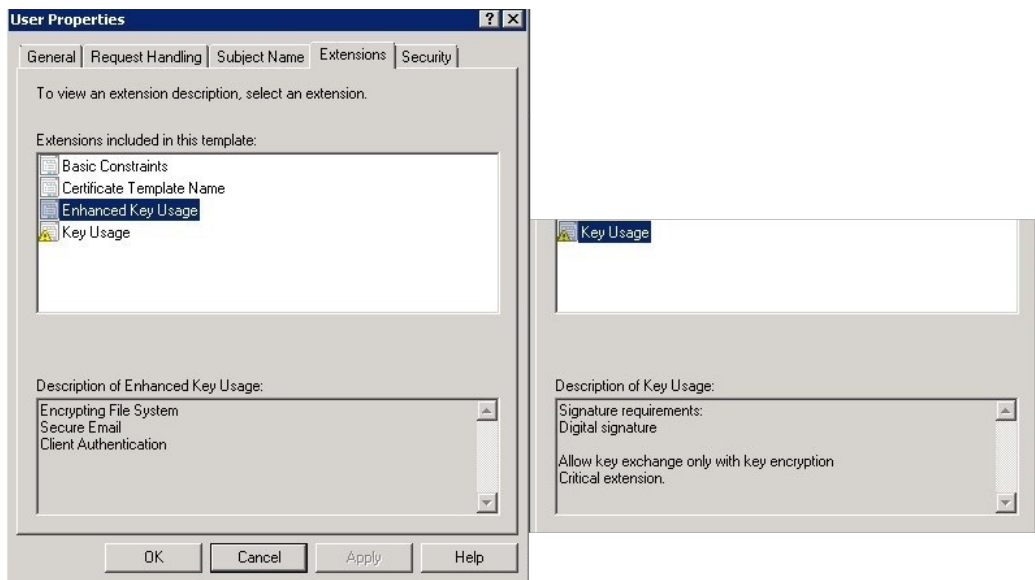 User Properties
General
Request Handling
Subject Name
Extensions
Security
To view an extension description, select an extension.
Extensions included in this template:
Basic Constraints
Certificate Template Name
Enhanced Key Usage
Key Usage
Description of Enhanced Key Usage:
Encrypting File System
Secure Email
Client Authentication
OK
Cancel
Apply
Help
Key Usage
Description of Key Usage:
Signature requirements:
Digital signature
Allow key exchange only with key encryption
Critical extension.